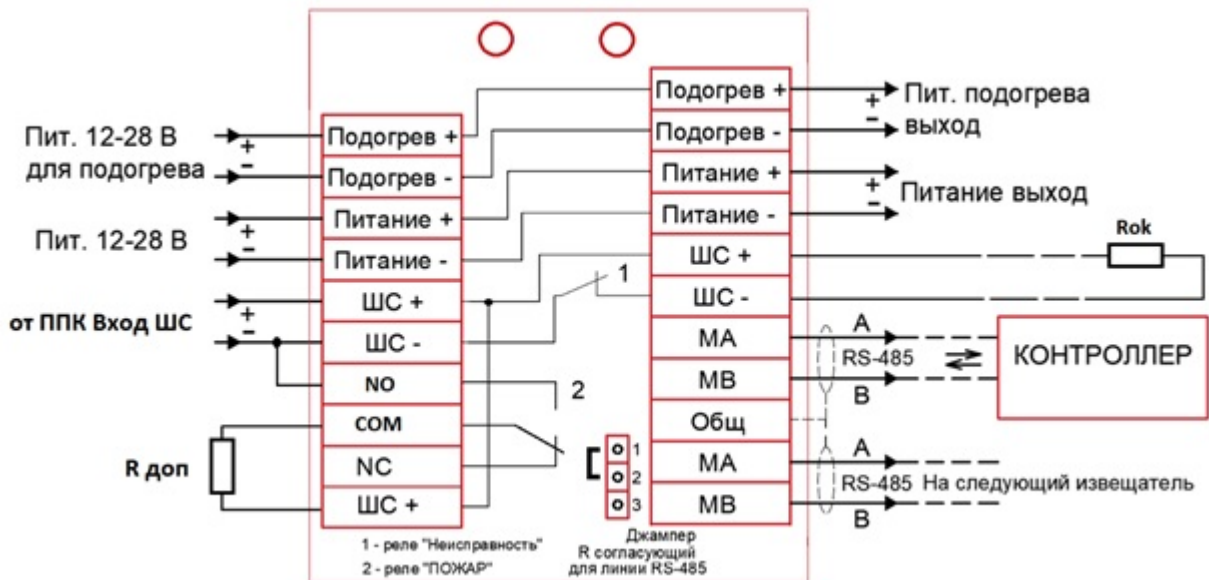 Пит. 12-28 В
для подогрева
+
-
Пит. 12-28 В
+
-
от ППК Вход ШС
+
-
R доп
Подогрев +
Подогрев -
Питание +
Питание -
ШС +
ШС -
NO
COM
NC
ШС +
1
2
1
2
3
1 - реле "Неисправность"
2 - реле "ПОЖАР"
Джампер
R согласующий
для линии RS-485
Подогрев +
Подогрев -
Питание +
Питание -
ШС +
ШС -
МА
МВ
Общ
МА
МВ
+
-
Пит. подогрева
выход
+
-
Питание выход
Rok
A
RS-485
B
КОНТРОЛЛЕР
A
RS-485 На следующий извещатель
B